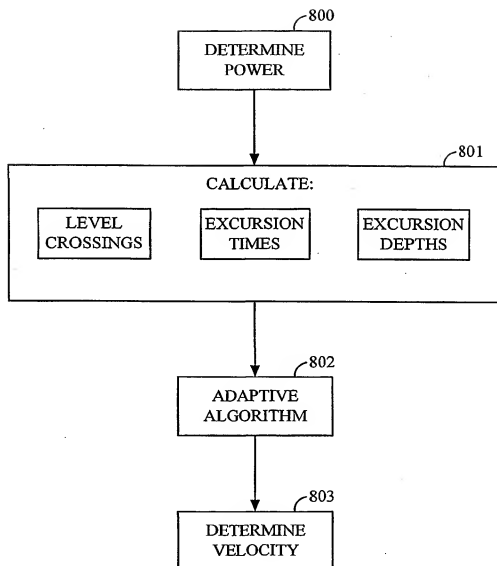 800
DETERMINE
POWER
801
CALCULATE:
LEVEL
CROSSINGS
EXCURSION
TIMES
EXCURSION
DEPTHS
802
ADAPTIVE
ALGORITHM
803
DETERMINE
VELOCITY